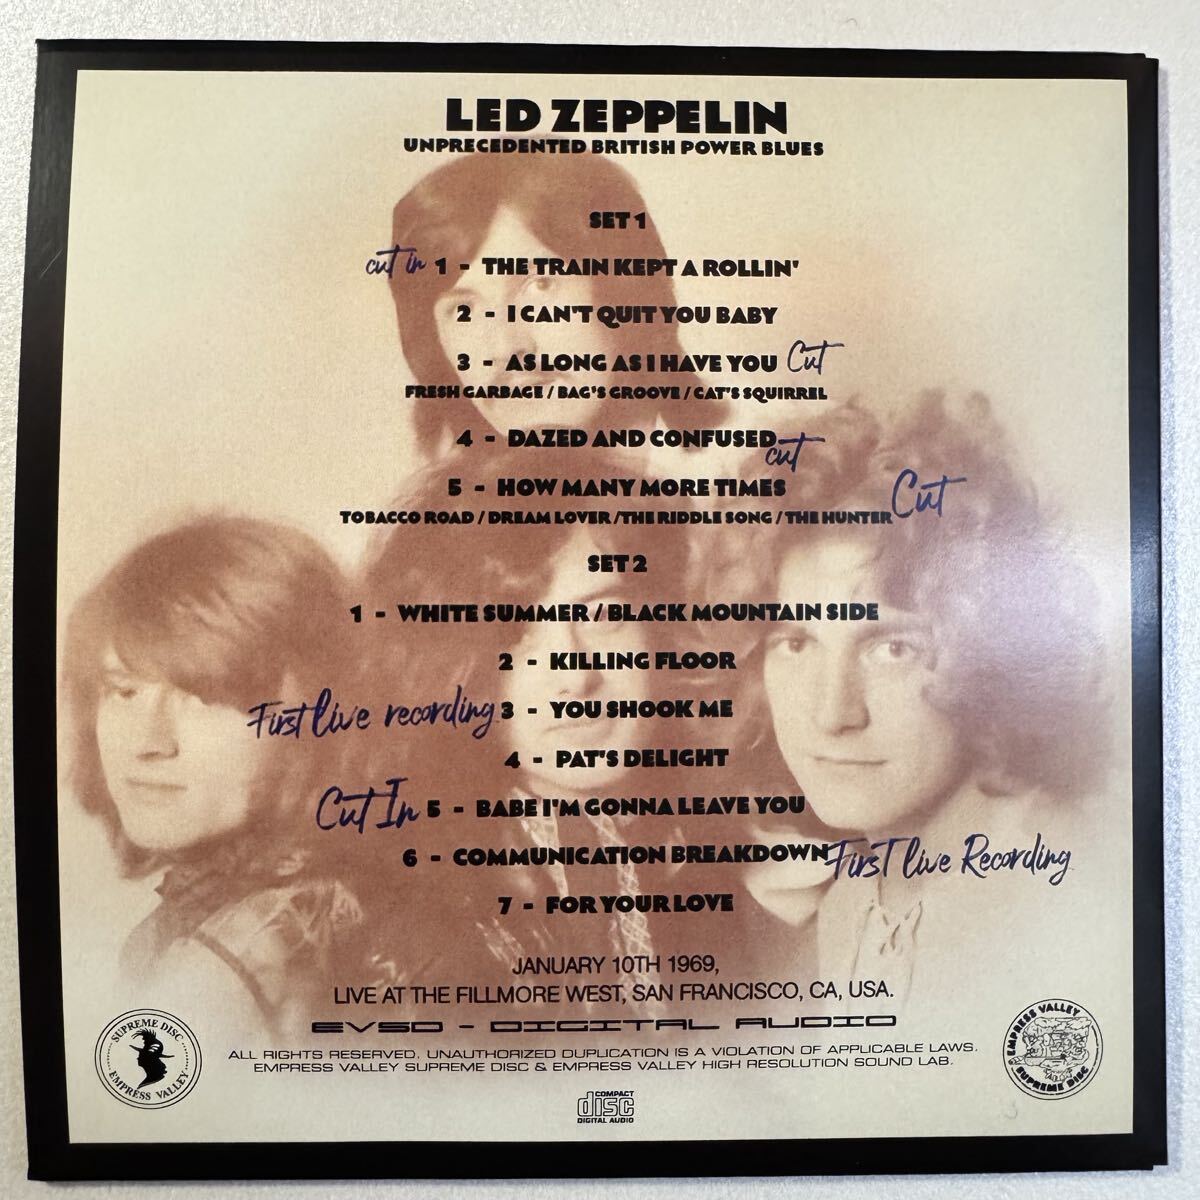 LED ZEPPELIN
UNPRECEDENTED BRITISH POWER BLUES
SET 1
cut in 1 - THE TRAIN KEPT A ROLLIN'
2 - I CAN'T QUIT YOU BABY
3 - AS LONG AS I HAVE YOU Cut
FRESH GARBAGE / BAG'S GROOVE / CAT'S SQUIRREL
4 - DAZED AND CONFUSED cut
5 - HOW MANY MORE TIMES
TOBACCO ROAD / DREAM LOVER /THE RIDDLE SONG / THE HUNTER Cut
SET 2
1 - WHITE SUMMER / BLACK MOUNTAIN SIDE
2 - KILLING FLOOR
First live recording 3 - YOU SHOOK ME
4 - PAT'S DELIGHT
Cut In 5 - BABE I'M GONNA LEAVE YOU
6 - COMMUNICATION BREAKDOWN First live Recording
7 - FOR YOUR LOVE
JANUARY 10TH 1969,
LIVE AT THE FILLMORE WEST, SAN FRANCISCO, CA, USA.
EVSD - DIGITAL AUDIO
ALL RIGHTS RESERVED. UNAUTHORIZED DUPLICATION IS A VIOLATION OF APPLICABLE LAWS.
EMPRESS VALLEY SUPREME DISC & EMPRESS VALLEY HIGH RESOLUTION SOUND LAB.
SUPREME DISC
EMPRESS VALLEY
EMPRESS VALLEY
SUPREME DISC
COMPACT
disc
DIGITAL AUDIO